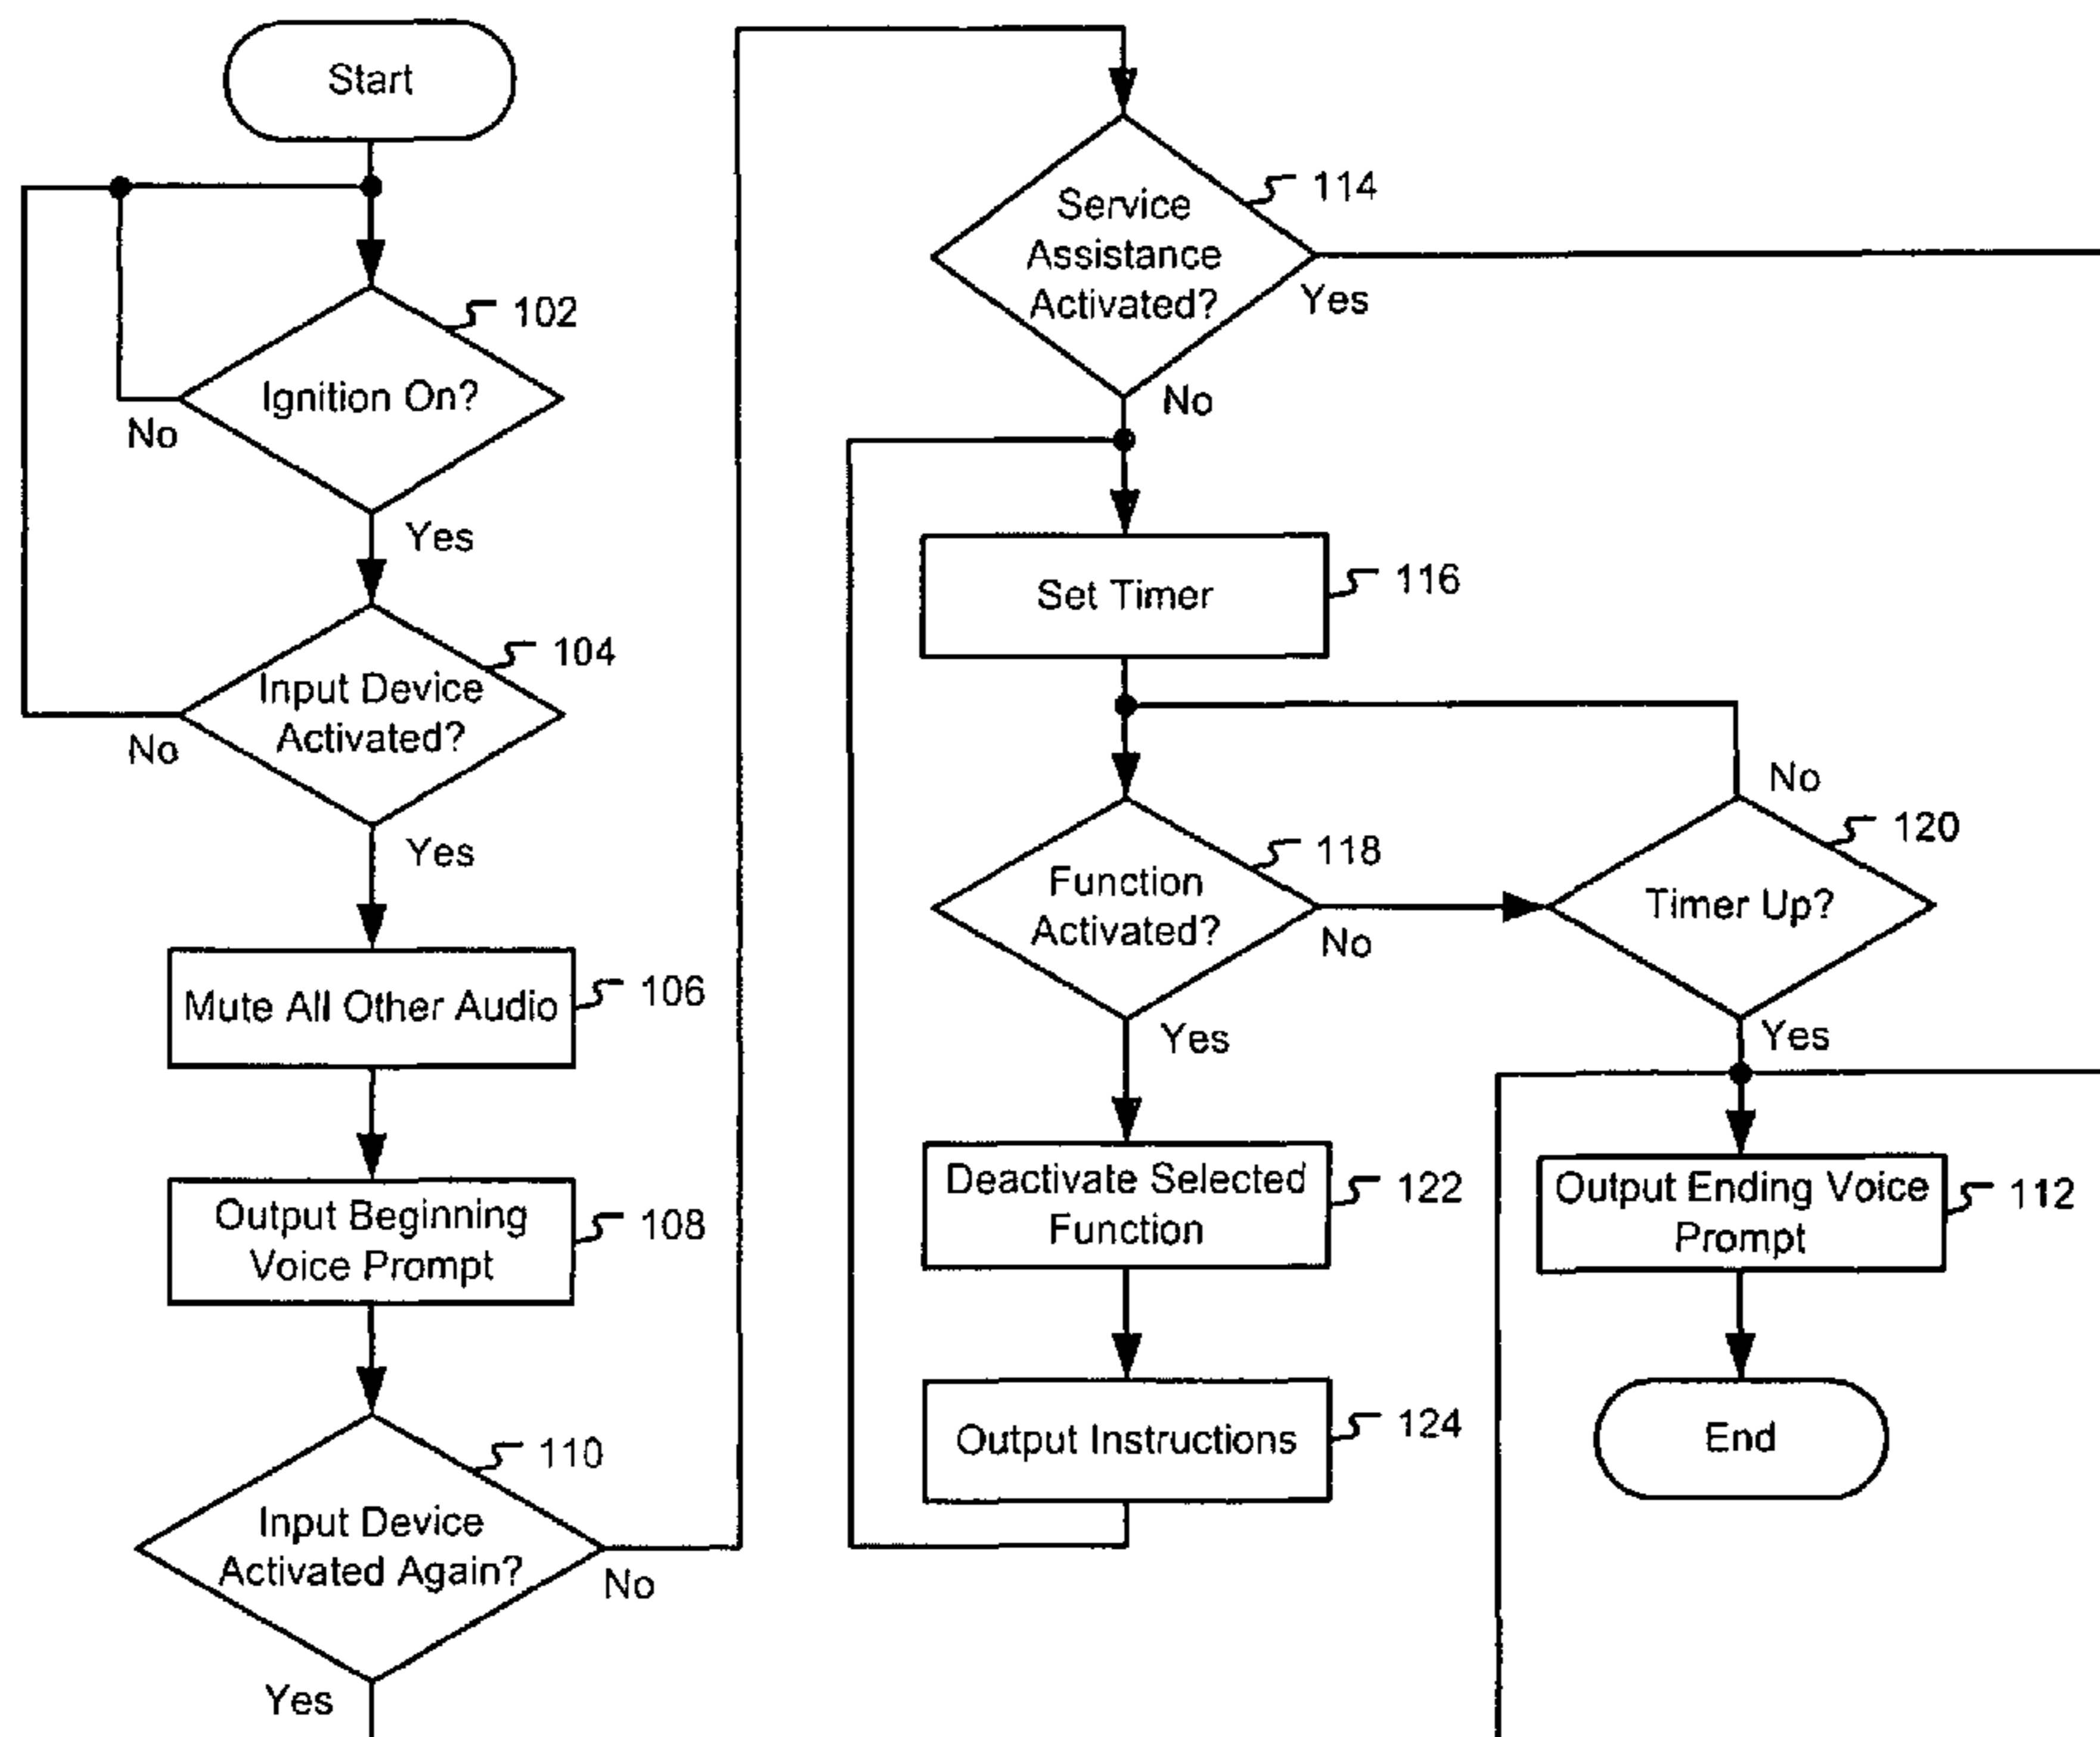 Start
102
Ignition On?
No
Yes
104
Input Device
Activated?
No
Yes
Mute All Other Audio
106
Output Beginning
Voice Prompt
108
110
Input Device
Activated Again?
No
Yes
114
Service
Assistance
Activated?
Yes
No
Set Timer
116
118
Function
Activated?
No
Yes
No
120
Timer Up?
Yes
Deactivate Selected
Function
122
Output Instructions
124
Output Ending Voice
Prompt
112
End